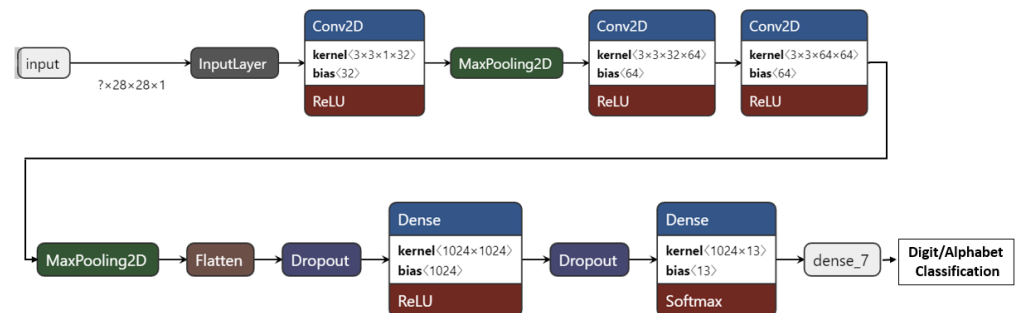 input
?×28×28×1
InputLayer
Conv2D
kernel⟨3×3×1×32⟩
bias⟨32⟩
ReLU
MaxPooling2D
Conv2D
kernel⟨3×3×32×64⟩
bias⟨64⟩
ReLU
Conv2D
kernel⟨3×3×64×64⟩
bias⟨64⟩
ReLU
MaxPooling2D
Flatten
Dropout
Dense
kernel⟨1024×1024⟩
bias⟨1024⟩
ReLU
Dropout
Dense
kernel⟨1024×13⟩
bias⟨13⟩
Softmax
dense_7
Digit/Alphabet
Classification